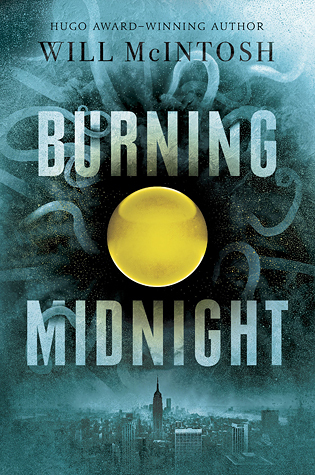 HUGO AWARD–WINNING AUTHOR
WILL McINTOSH
BURNING
MIDNIGHT